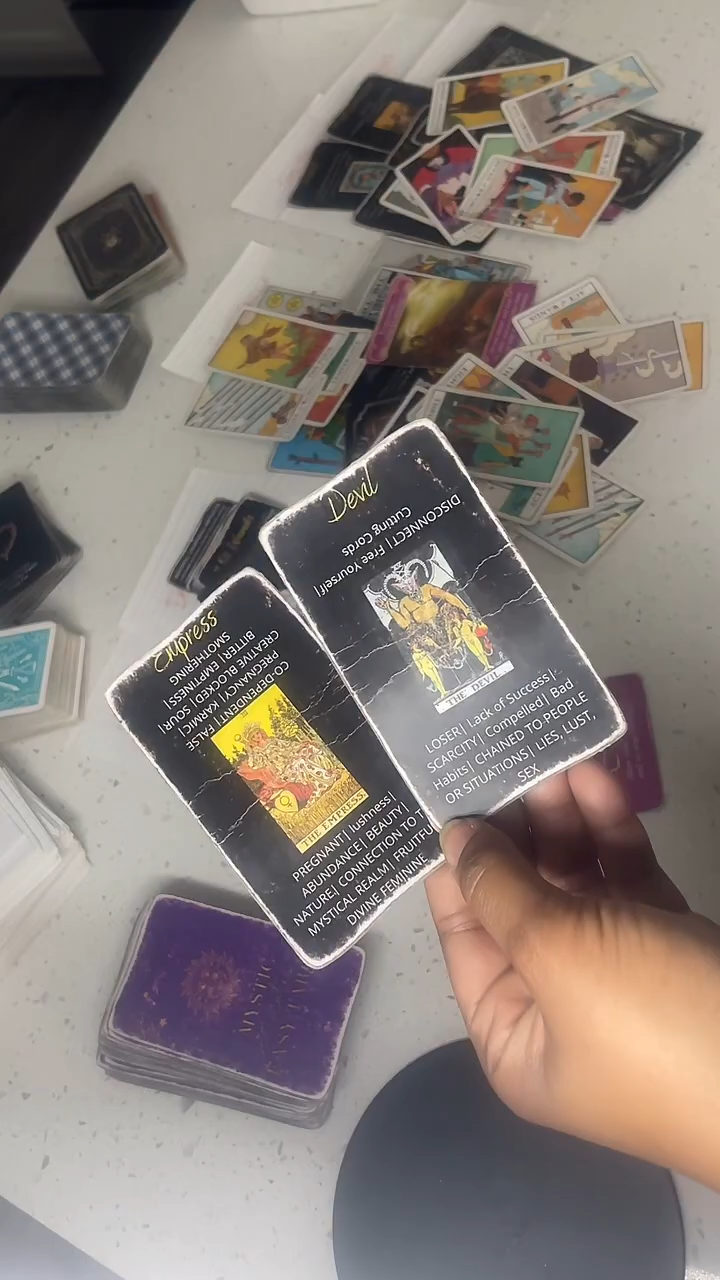 Devil
DISCONNECT| Free Yourself|
Cutting Cords
THE DEVIL.
LOSER| Lack of Success|
SCARCITY| Compelled| Bad
Habits| CHAINED TO PEOPLE
OR SITUATIONS| LIES, LUST,
SEX
Empress
CO-DEPENDENT| FALSE
PREGNANCY| KARMIC|
CREATIVE BLOCKED| SOUR|
BITTER| EMPTINESS|
SMOTHERING
THE EMPRESS.
PREGNANT| lushness|
ABUNDANCE| BEAUTY|
NATURE| CONNECTION TO
MYSTICAL REALM| FRUITFU
DIVINE FEMININE
MYSTIC